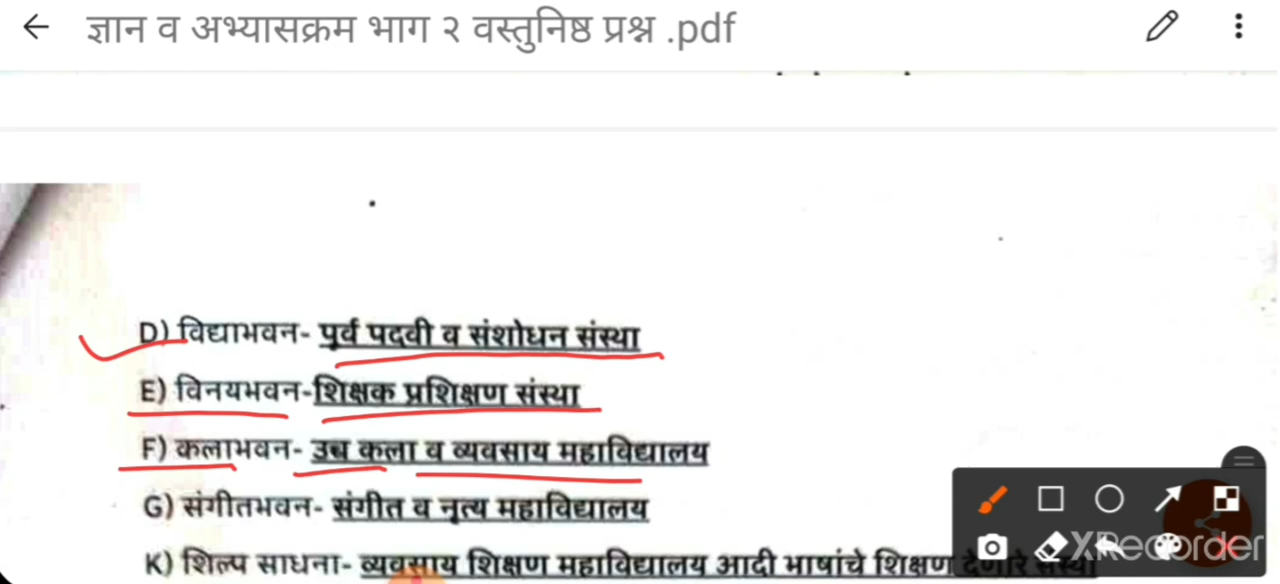 ज्ञान व अभ्यासक्रम भाग २ वस्तुनिष्ठ प्रश्न .pdf
D) विद्याभवन- पुर्व पदवी व संशोधन संस्था
E) विनयभवन-शिक्षक प्रशिक्षण संस्था
F) कलाभवन- उच्च कला व व्यवसाय महाविद्यालय
G) संगीतभवन- संगीत व नृत्य महाविद्यालय
K) शिल्प साधना- व्यवसाय शिक्षण महाविद्यालय आदी भाषांचे शिक्षण देणारे संस्था
XRecorder